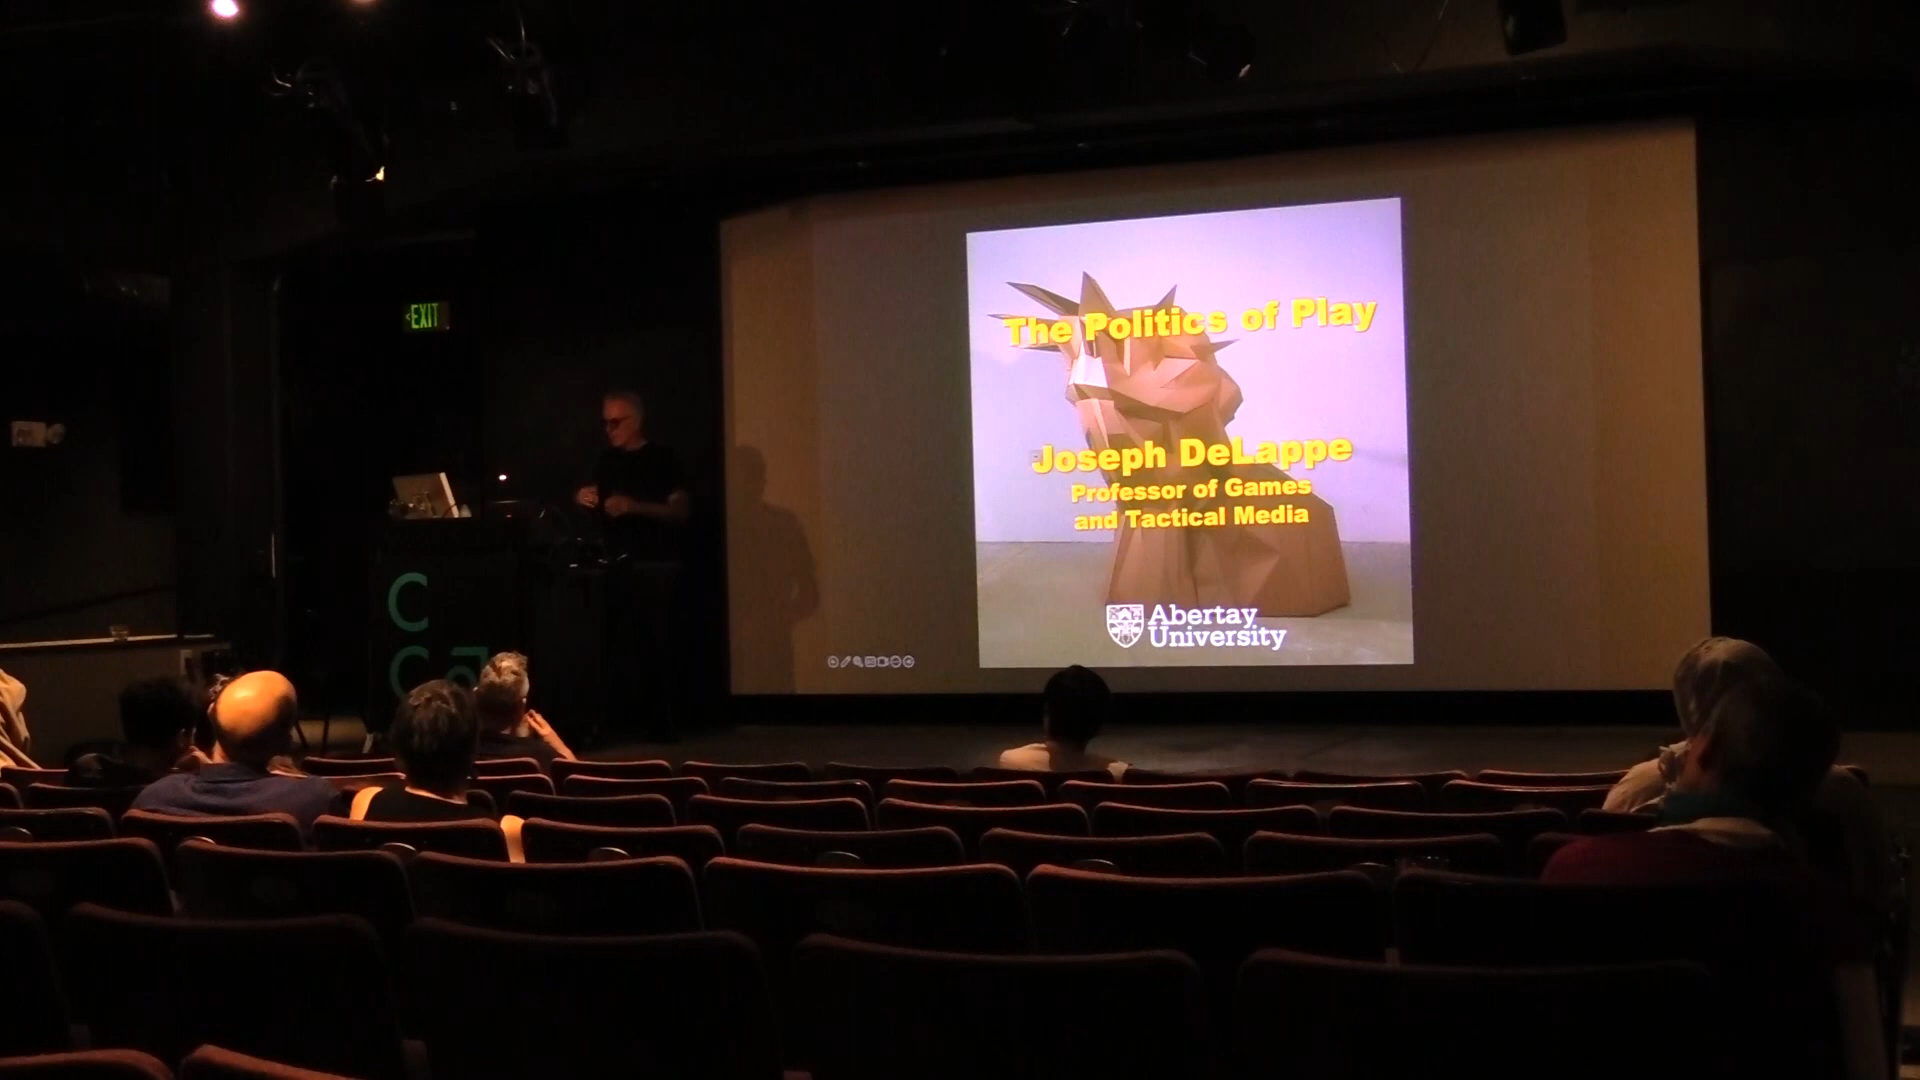 EXIT
The Politics of Play
Joseph DeLappe
Professor of Games
and Tactical Media
Abertay
University
C
C a